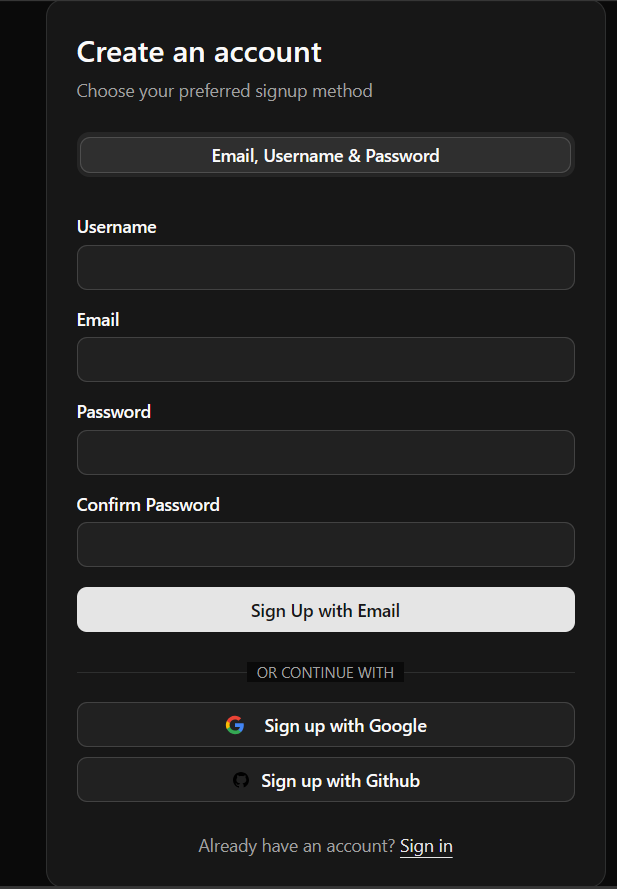 Create an account
Choose your preferred signup method
Email, Username & Password
Username
Email
Password
Confirm Password
Sign Up with Email
OR CONTINUE WITH
Sign up with Google
Sign up with Github
Already have an account? Sign in